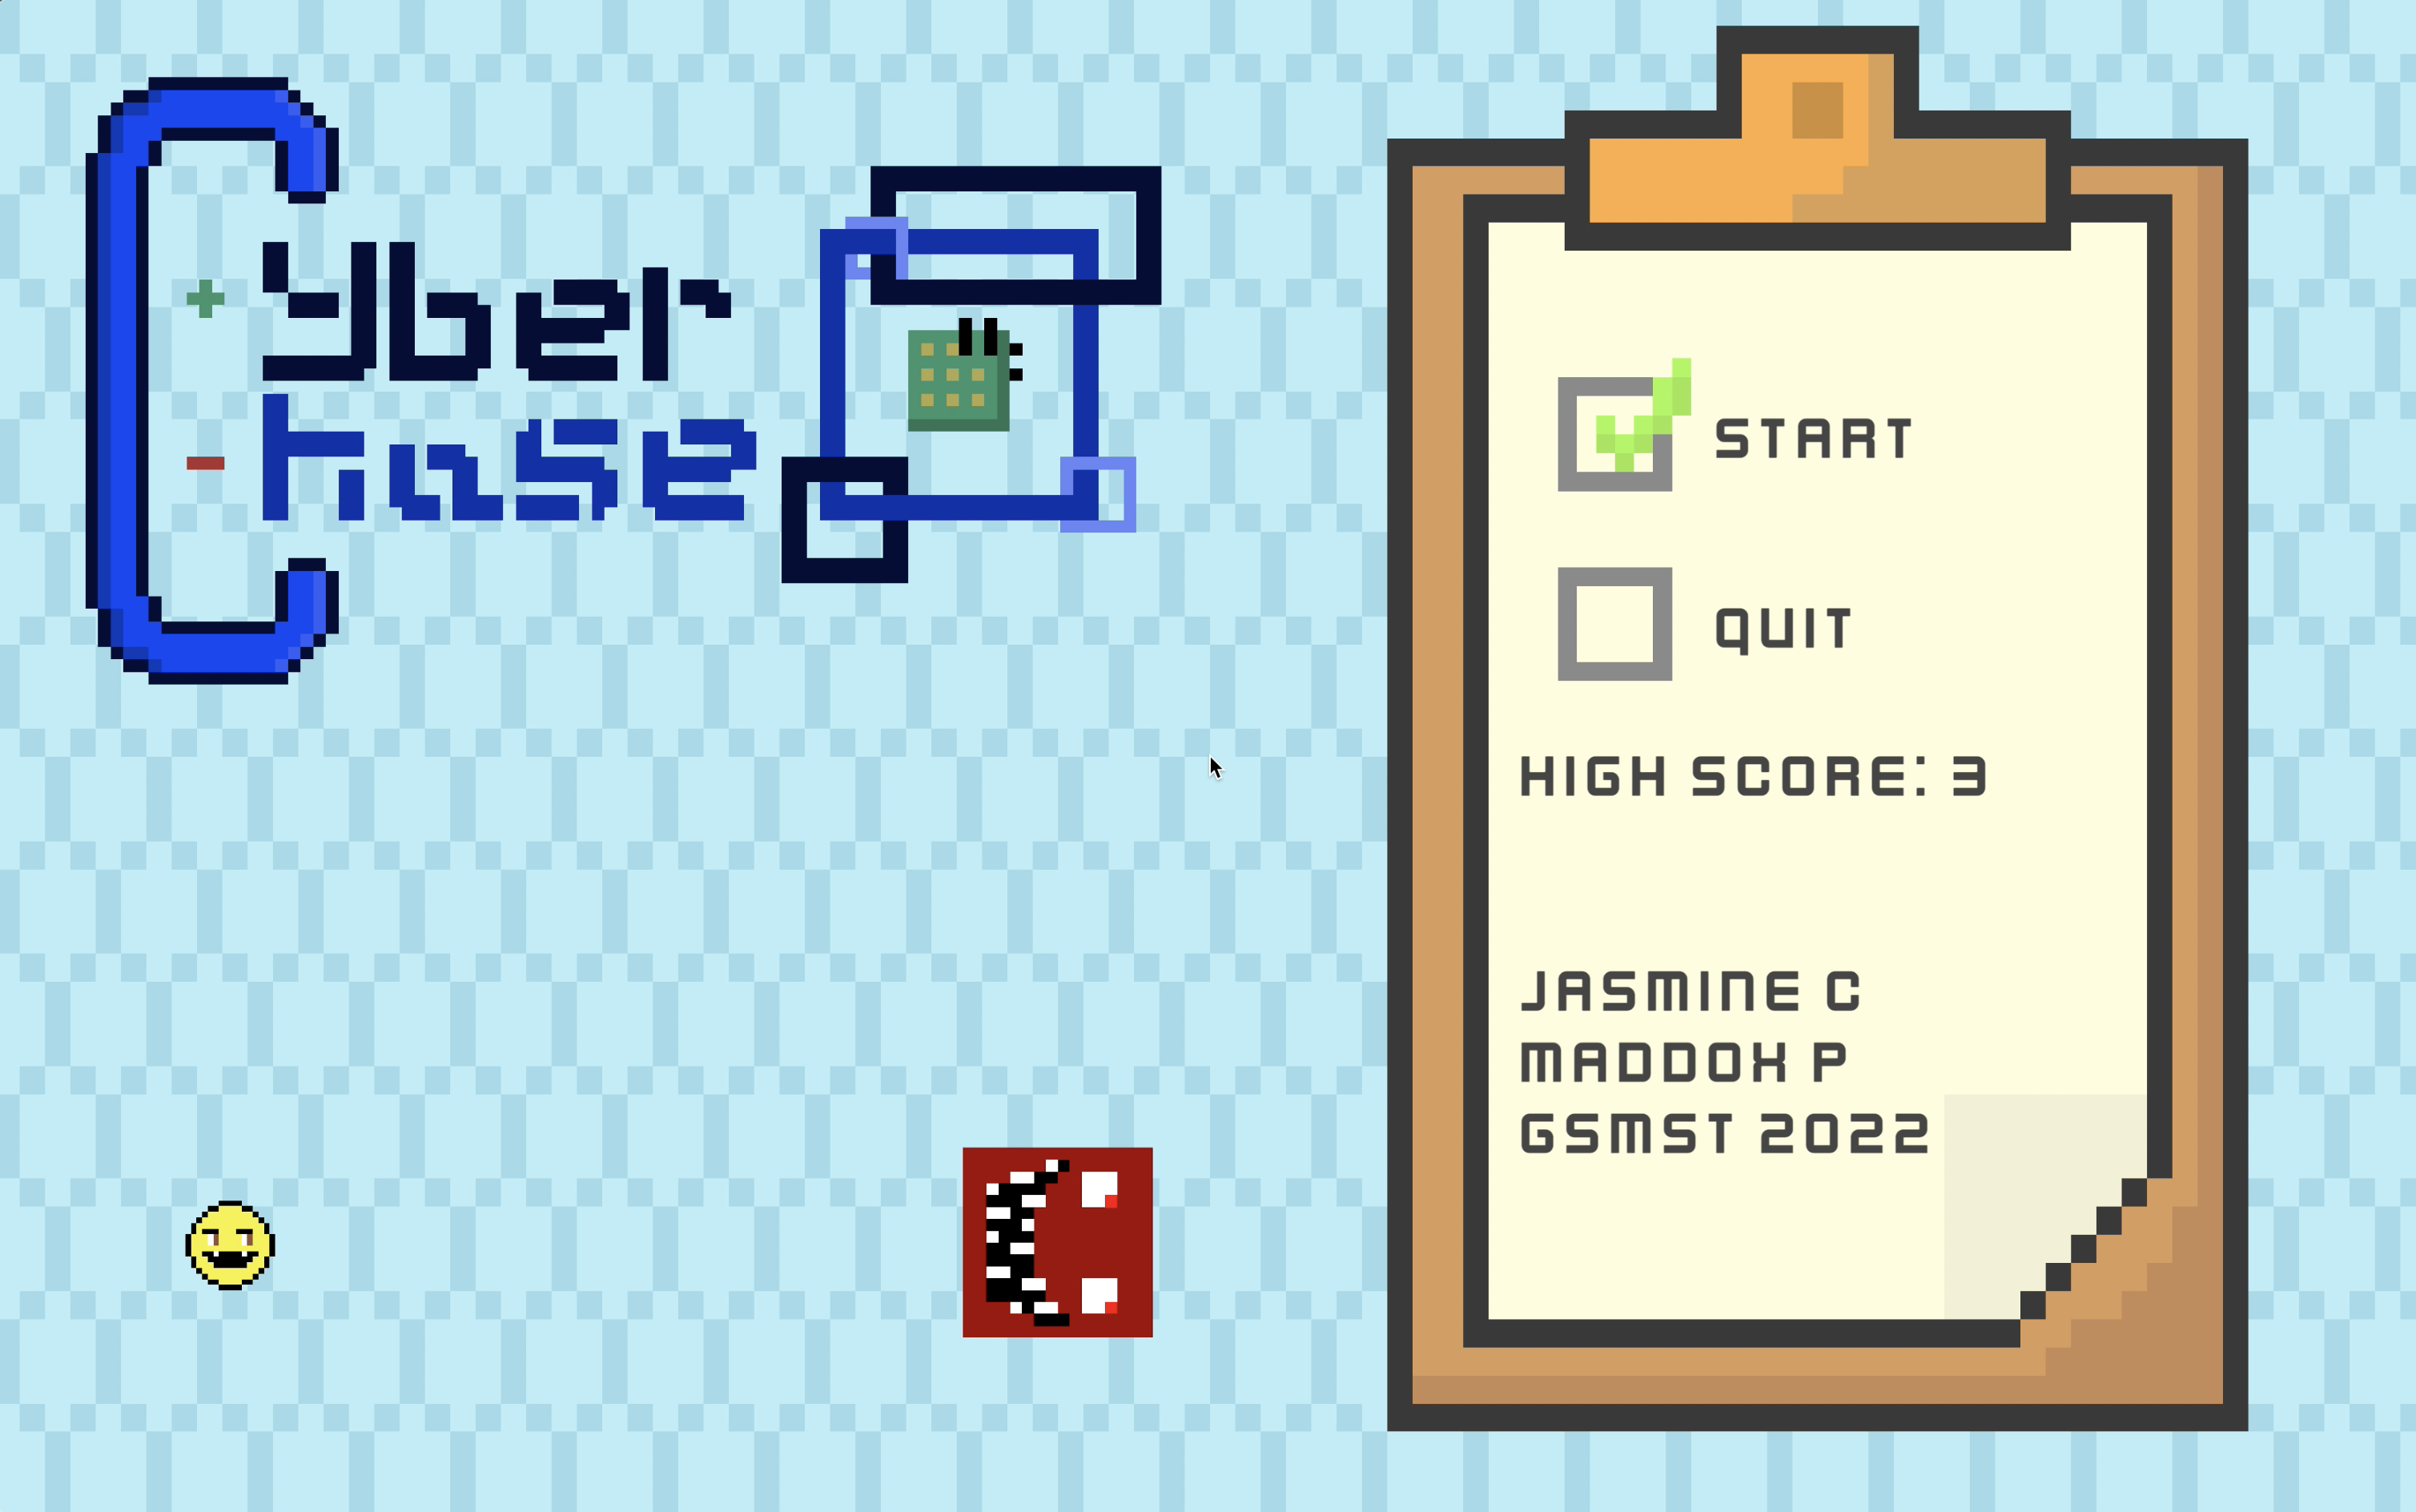 Cyber
Chase
START
QUIT
HIGH SCORE: 3
JASMINE C
MADDOX P
GSMST 2022